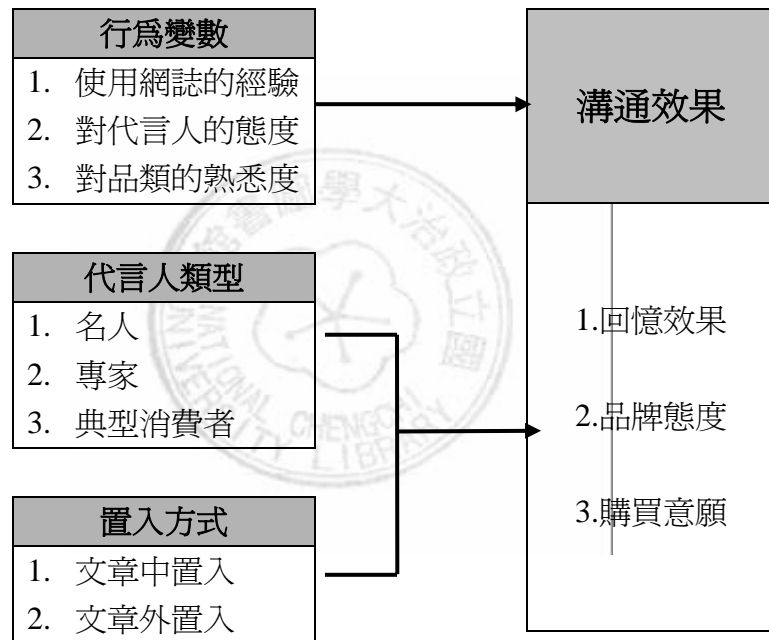 行為變數
1. 使用網誌的經驗
2. 對代言人的態度
3. 對品類的熟悉度
代言人類型
1. 名人
2. 專家
3. 典型消費者
置入方式
1. 文章中置入
2. 文章外置入
溝通效果
1.回憶效果
2.品牌態度
3.購買意願